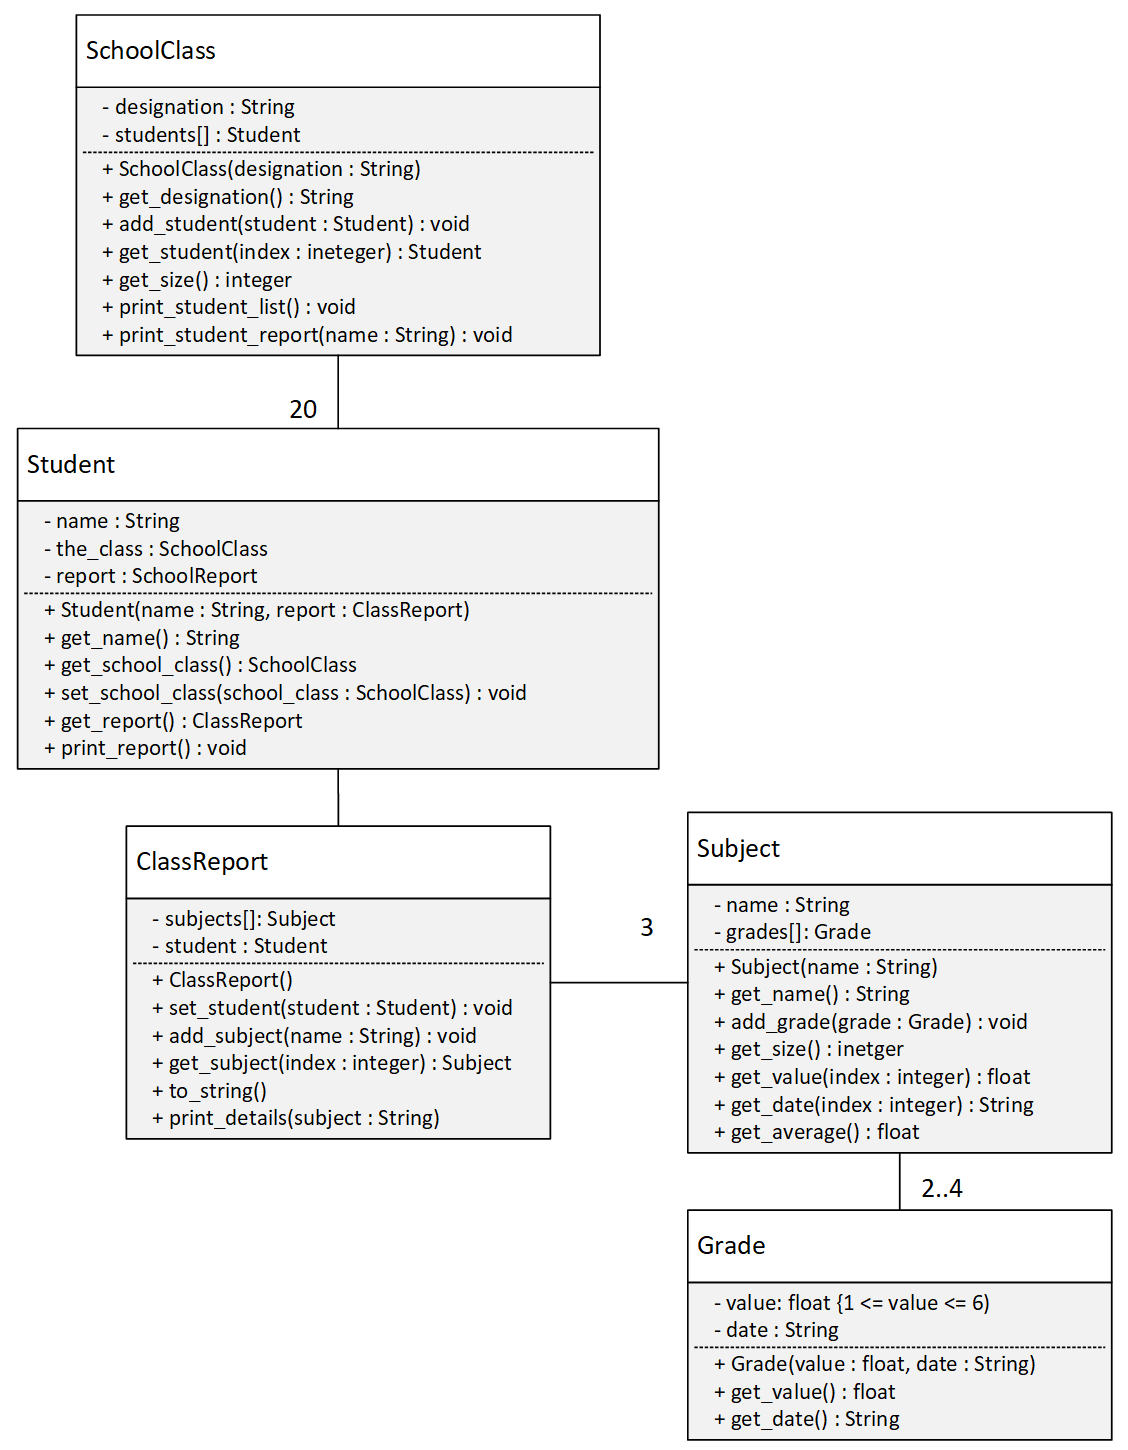 SchoolClass
- designation : String
- students[] : Student
+ SchoolClass(designation : String)
+ get_designation() : String
+ add_student(student : Student) : void
+ get_student(index : ineteger) : Student
+ get_size() : integer
+ print_student_list() : void
+ print_student_report(name : String) : void
20
Student
- name : String
- the_class : SchoolClass
- report : SchoolReport
+ Student(name : String, report : ClassReport)
+ get_name() : String
+ get_school_class() : SchoolClass
+ set_school_class(school_class : SchoolClass) : void
+ get_report() : ClassReport
+ print_report() : void
ClassReport
- subjects[]: Subject
- student : Student
+ ClassReport()
+ set_student(student : Student) : void
+ add_subject(name : String) : void
+ get_subject(index : integer) : Subject
+ to_string()
+ print_details(subject : String)
3
Subject
- name : String
- grades[]: Grade
+ Subject(name : String)
+ get_name() : String
+ add_grade(grade : Grade) : void
+ get_size() : inetger
+ get_value(index : integer) : float
+ get_date(index : integer) : String
+ get_average() : float
2..4
Grade
- value: float {1 <= value <= 6)
- date : String
+ Grade(value : float, date : String)
+ get_value() : float
+ get_date() : String